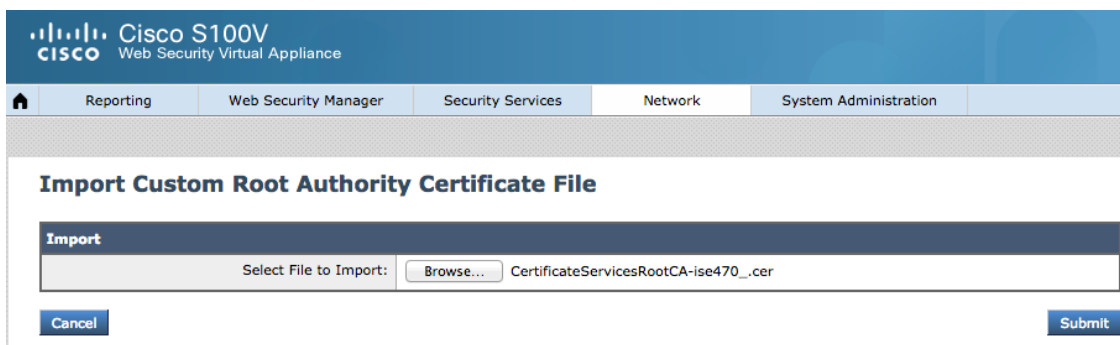 CISCO
Cisco S100V
Web Security Virtual Appliance
Reporting Web Security Manager Security Services Network System Administration
Import Custom Root Authority Certificate File
Import
Select File to Import: Browse... CertificateServicesRootCA-ise470_.cer
Cancel Submit